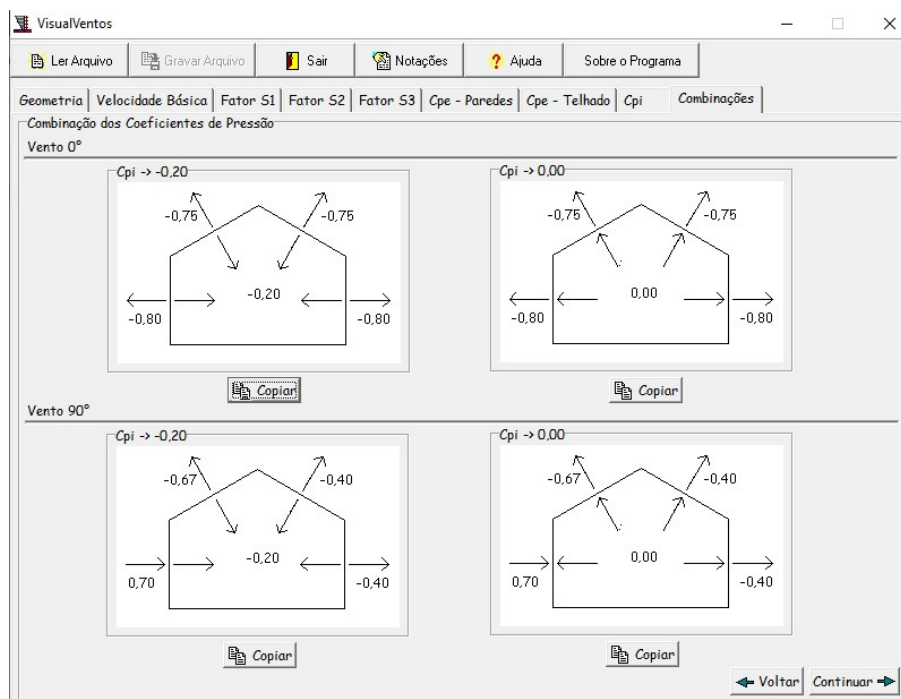 VisualVentos
Ler Arquivo Gravar Arquivo Sair Notações ? Ajuda Sobre o Programa
Geometria Velocidade Básica Fator S1 Fator S2 Fator S3 Cpe - Paredes Cpe - Telhado Cpi Combinações
Combinação dos Coeficientes de Pressão
Vento 0°
Cpi -> -0,20 Cpi -> 0,00
-0,75 -0,75 -0,75 -0,75
-0,20 0,00
-0,80 -0,80 -0,80 -0,80
Copiar Copiar
Vento 90°
Cpi -> -0,20 Cpi -> 0,00
-0,67 -0,40 -0,67 -0,40
-0,20 0,00
0,70 -0,40 0,70 -0,40
Copiar Copiar
Voltar Continuar